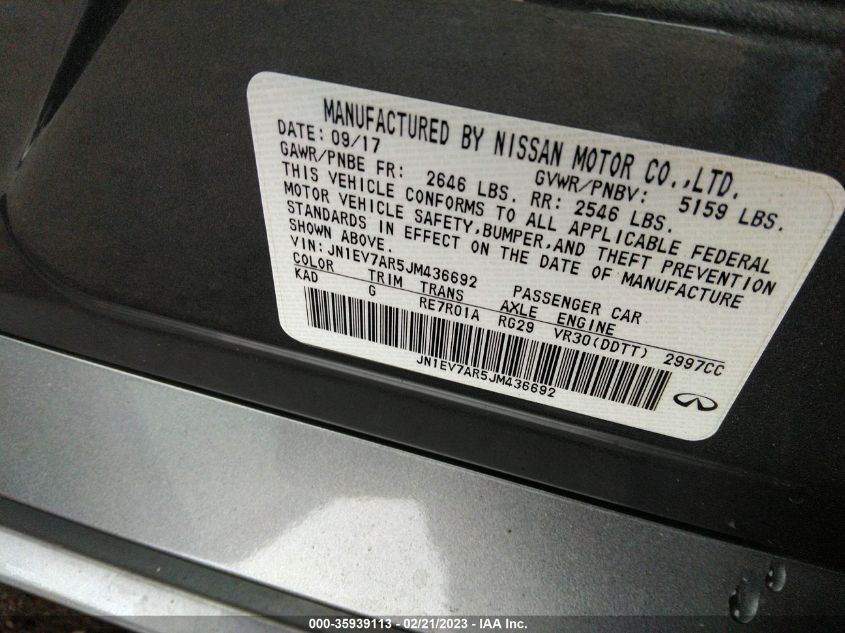 MANUFACTURED BY NISSAN MOTOR CO.,LTD.
DATE: 09/17 GVWR/PNBV: 5159 LBS.
GAWR/PNBE FR: 2646 LBS. RR: 2546 LBS.
THIS VEHICLE CONFORMS TO ALL APPLICABLE FEDERAL
MOTOR VEHICLE SAFETY,BUMPER,AND THEFT PREVENTION
STANDARDS IN EFFECT ON THE DATE OF MANUFACTURE
SHOWN ABOVE.
VIN: JN1EV7AR5JM436692 PASSENGER CAR
COLOR TRIM TRANS AXLE ENGINE
KAD G RE7R01A RG29 VR30(DDTT) 2997CC
JN1EV7AR5JM436692
000-35939113 — 02/21/2023 — IAA Inc.